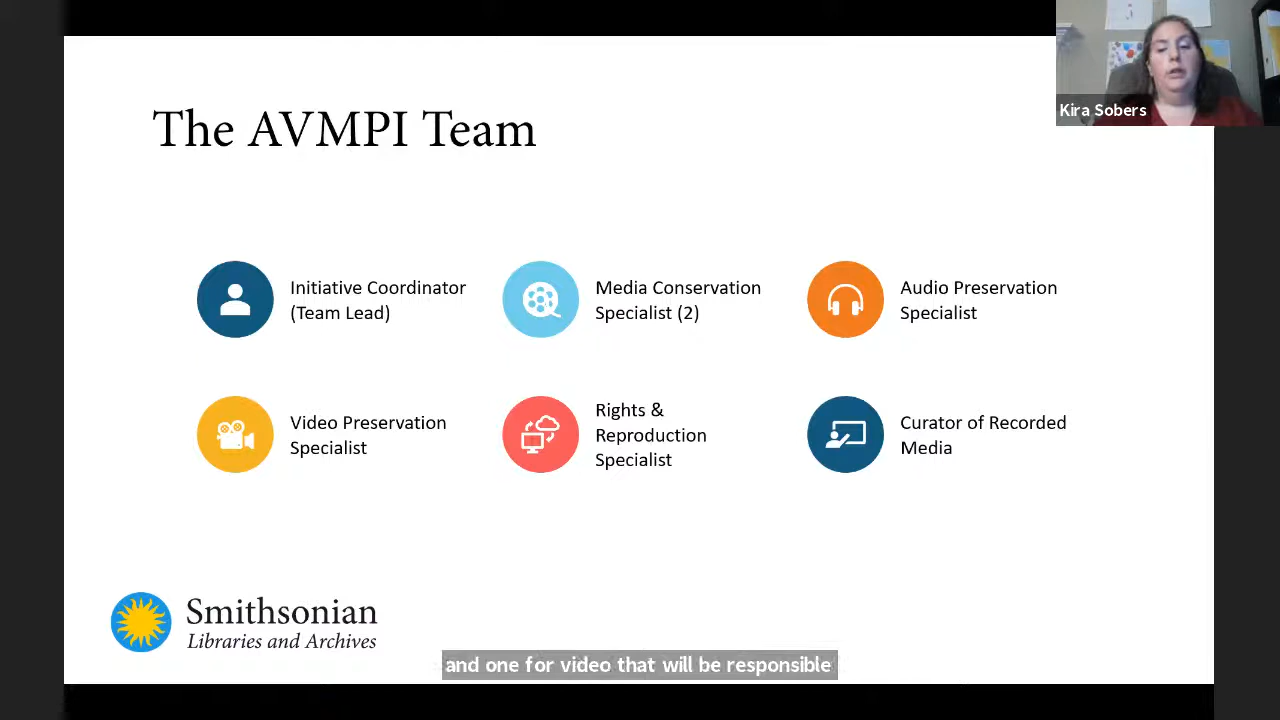 Kira Sobers
The AVMPI Team
Initiative Coordinator
(Team Lead)
Media Conservation
Specialist (2)
Audio Preservation
Specialist
Video Preservation
Specialist
Rights &
Reproduction
Specialist
Curator of Recorded
Media
Smithsonian
Libraries and Archives
and one for video that will be responsible